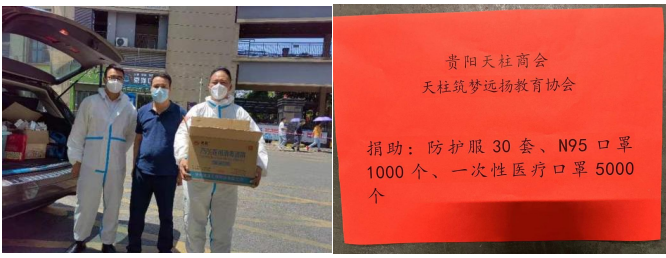 贵阳天柱商会
天柱筑梦远扬教育协会
捐助：防护服30套、N95口罩
1000个、一次性医疗口罩5000
个